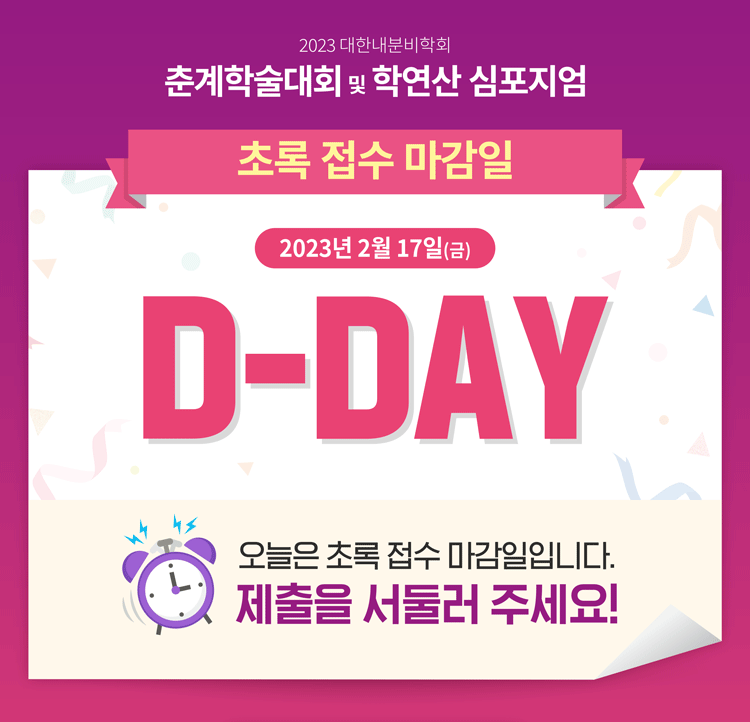 2023 대한내분비학회
춘계학술대회 및 학연산 심포지엄
초록 접수 마감일
2023년 2월 17일(금)
D-DAY
오늘은 초록 접수 마감일입니다.
제출을 서둘러 주세요!